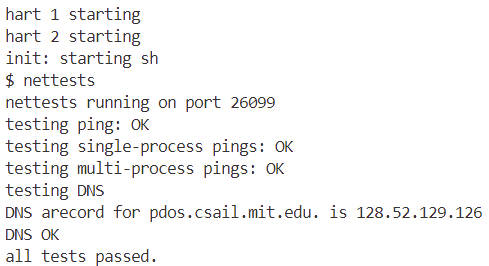 hart 1 starting
hart 2 starting
init: starting sh
$ nettests
nettests running on port 26099
testing ping: OK
testing single-process pings: OK
testing multi-process pings: OK
testing DNS
DNS arecord for pdos.csail.mit.edu. is 128.52.129.126
DNS OK
all tests passed.